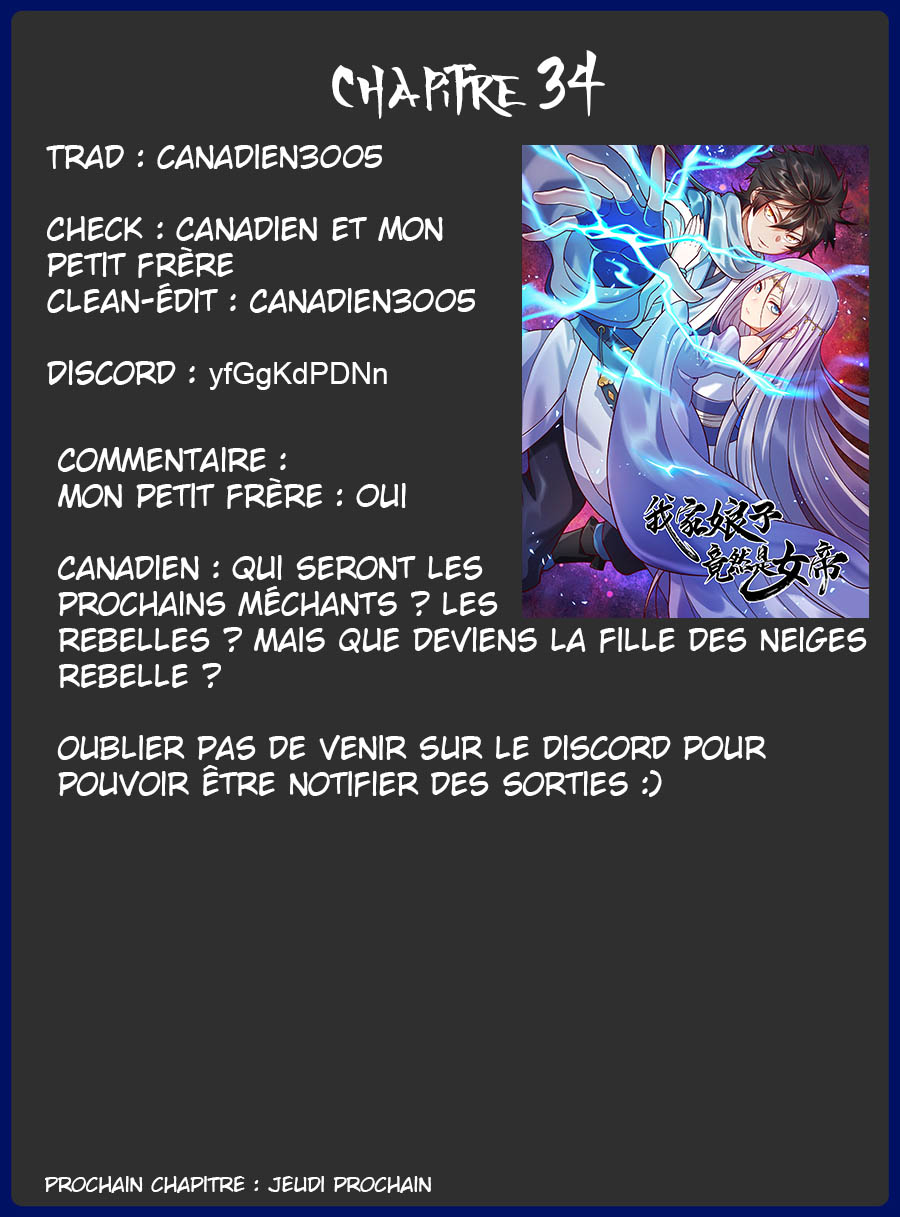 CHAPITRE 34
TRAD : CANADIEN3005
CHECK : CANADIEN ET MON
PETIT FRÈRE
CLEAN-ÉDIT : CANADIEN3005
DISCORD : yfGgKdPDNn
COMMENTAIRE :
MON PETIT FRÈRE : OUI
CANADIEN : QUI SERONT LES
PROCHAINS MÉCHANTS ? LES
REBELLES ? MAIS QUE DEVIENS LA FILLE DES NEIGES
REBELLE ?
我家娘子
竟然是女帝
OUBLIER PAS DE VENIR SUR LE DISCORD POUR
POUVOIR ÊTRE NOTIFIER DES SORTIES :)
PROCHAIN CHAPITRE : JEUDI PROCHAIN